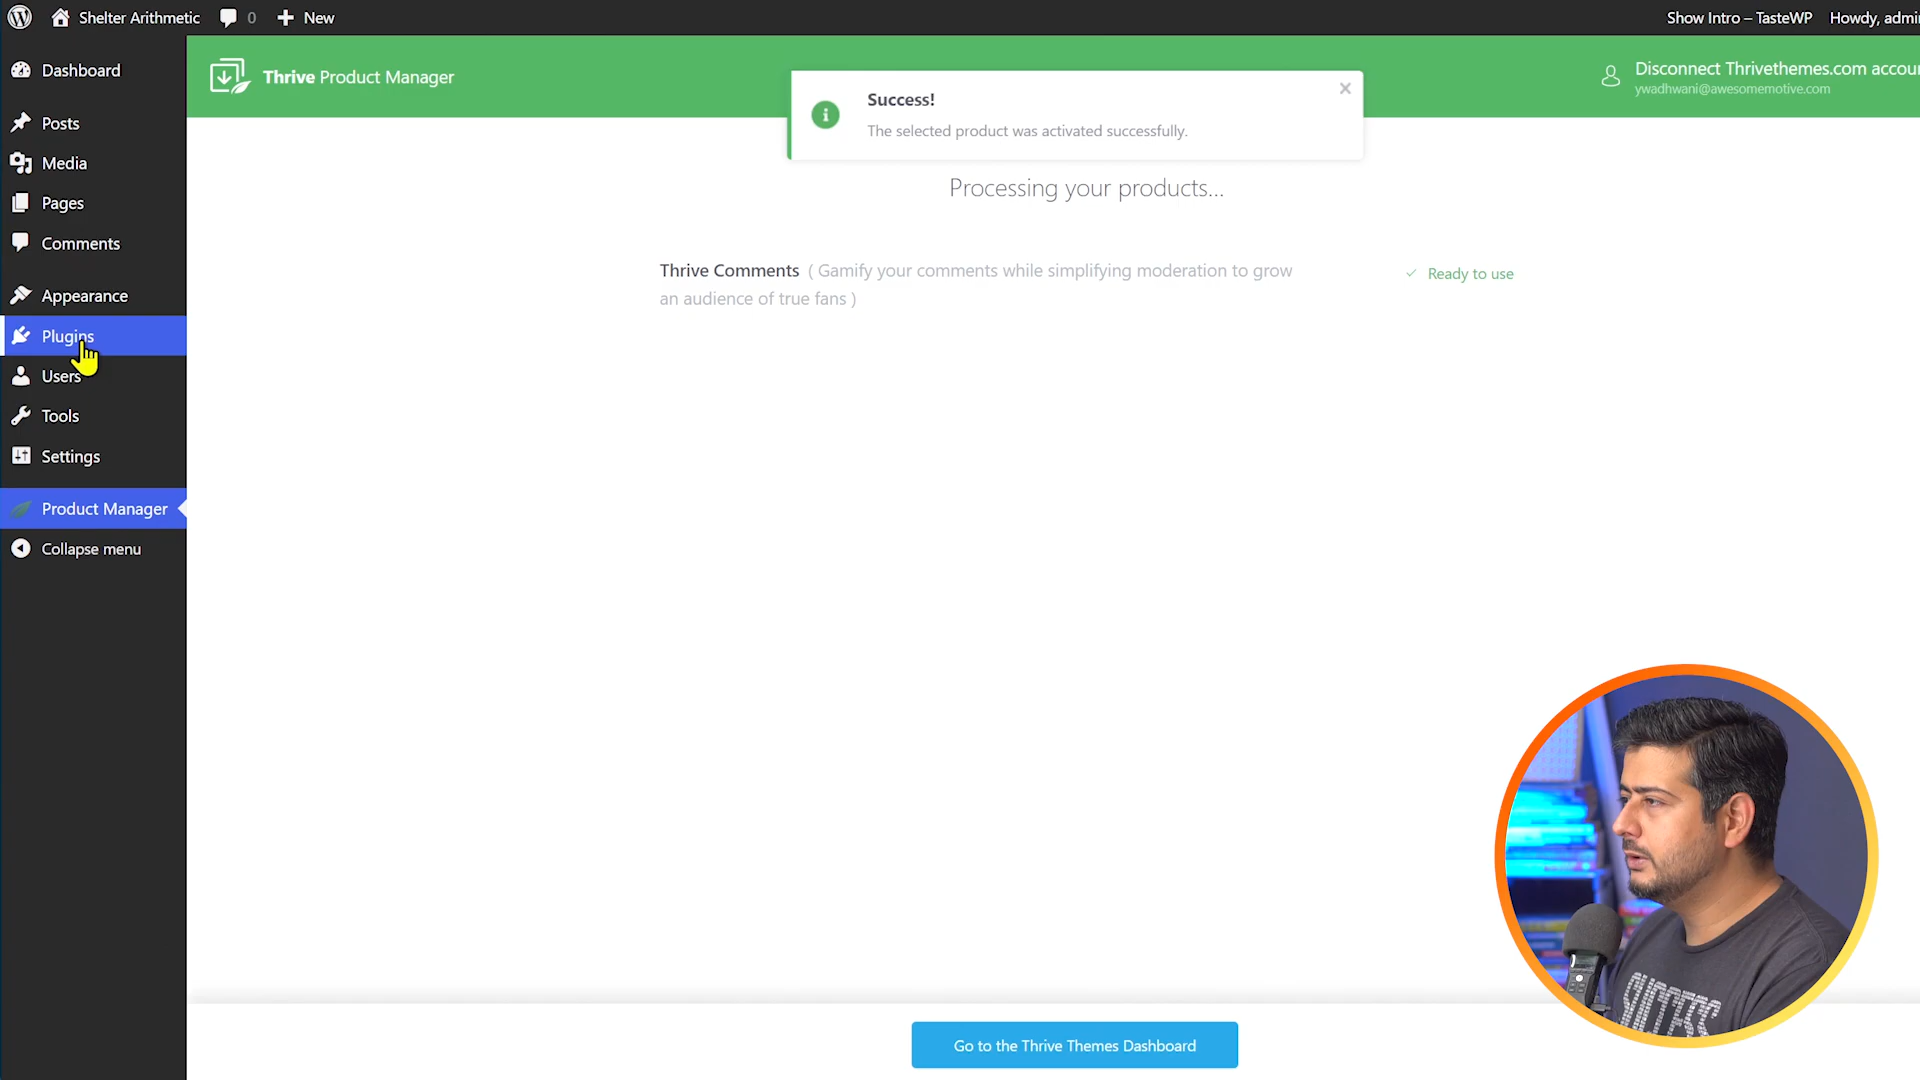 Shelter Arithmetic
0
New
Show Intro – TasteWP
Howdy, admi
Dashboard
Posts
Media
Pages
Comments
Appearance
Plugins
Users
Tools
Settings
Product Manager
Collapse menu
Thrive Product Manager
Disconnect Thrivethemes.com accou
ywadhwani@awesomemotive.com
Success!
The selected product was activated successfully.
Processing your products...
Thrive Comments ( Gamify your comments while simplifying moderation to grow
an audience of true fans )
Ready to use
Go to the Thrive Themes Dashboard
SUCCESS